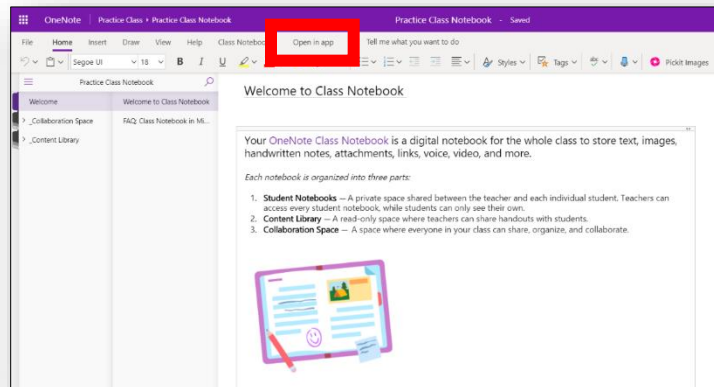 OneNote Practice Class › Practice Class Notebook Practice Class Notebook - Saved
File Home Insert Draw View Help Class Notebook Open in app Tell me what you want to do
Segoe UI 18 B I U Styles Tags Pickit Images
Practice Class Notebook
Welcome
_Collaboration Space
_Content Library
Welcome to Class Notebook
FAQ: Class Notebook in Mi...
Welcome to Class Notebook
Your OneNote Class Notebook is a digital notebook for the whole class to store text, images,
handwritten notes, attachments, links, voice, video, and more.
Each notebook is organized into three parts:
1. Student Notebooks — A private space shared between the teacher and each individual student. Teachers can
access every student notebook, while students can only see their own.
2. Content Library — A read-only space where teachers can share handouts with students.
3. Collaboration Space — A space where everyone in your class can share, organize, and collaborate.